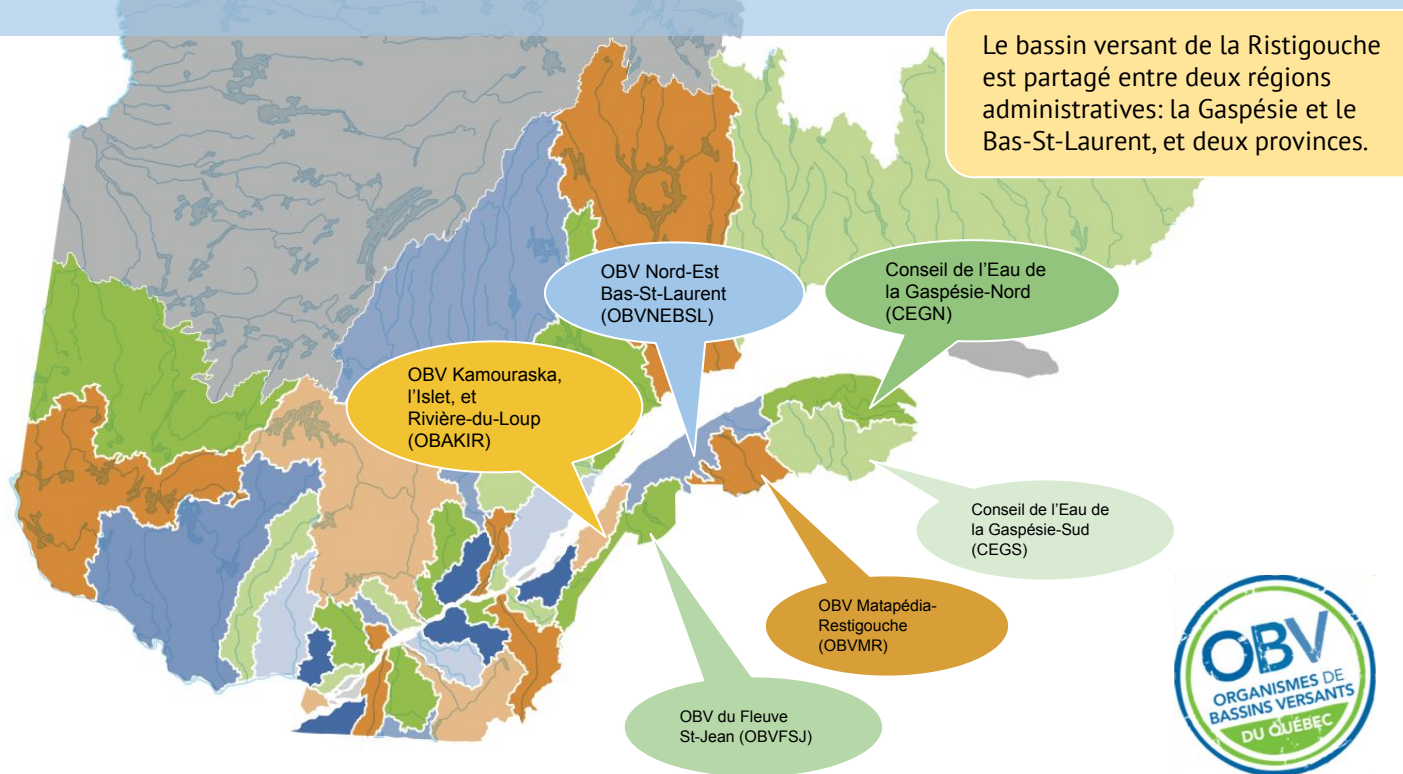 Le bassin versant de la Ristigouche
est partagé entre deux régions
administratives: la Gaspésie et le
Bas-St-Laurent, et deux provinces.
OBV Nord-Est
Bas-St-Laurent
(OBVNEBSL)
Conseil de l’Eau de
la Gaspésie-Nord
(CEGN)
OBV Kamouraska,
l’Islet, et
Rivière-du-Loup
(OBAKIR)
Conseil de l’Eau de
la Gaspésie-Sud
(CEGS)
OBV Matapédia-
Restigouche
(OBVMR)
OBV du Fleuve
St-Jean (OBVFSJ)
OBV
ORGANISMES DE
BASSINS VERSANTS
DU QUÉBEC